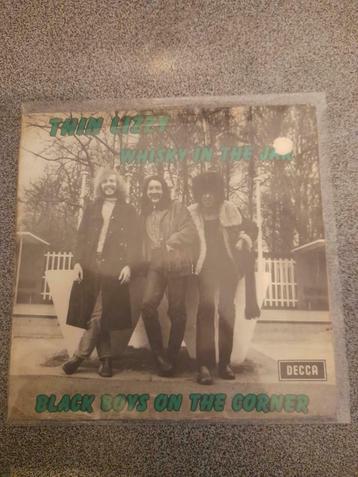 THIN LIZZY
WHISKY IN THE JAR
DECCA
BLACK BOYS ON THE CORNER